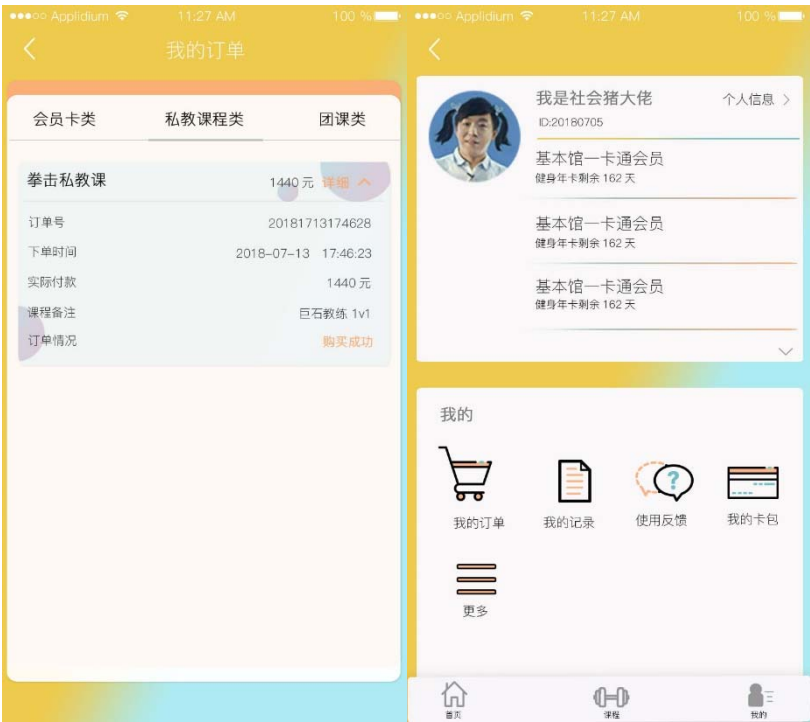 ●●●○○ Applidium 11:27 AM 100 %
我的订单
会员卡类 私教课程类 团课类
拳击私教课 1440 元 详细
订单号 20181713174628
下单时间 2018-07-13 17:46:23
实际付款 1440 元
课程备注 巨石教练 1v1
订单情况 购买成功
●●●○○ Applidium 11:27 AM 100 %
我是社会猪大佬 个人信息 >
ID:20180705
基本馆一卡通会员
健身年卡剩余 162 天
基本馆一卡通会员
健身年卡剩余 162 天
基本馆一卡通会员
健身年卡剩余 162 天
我的
我的订单 我的记录 使用反馈 我的卡包
更多
首页 课程 我的